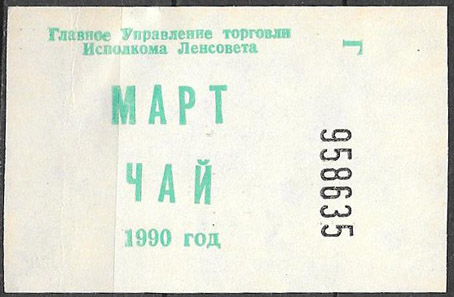 Главное Управление торговли
Исполкома Ленсовета
Г
МАРТ
ЧАЙ
1990 год
958635